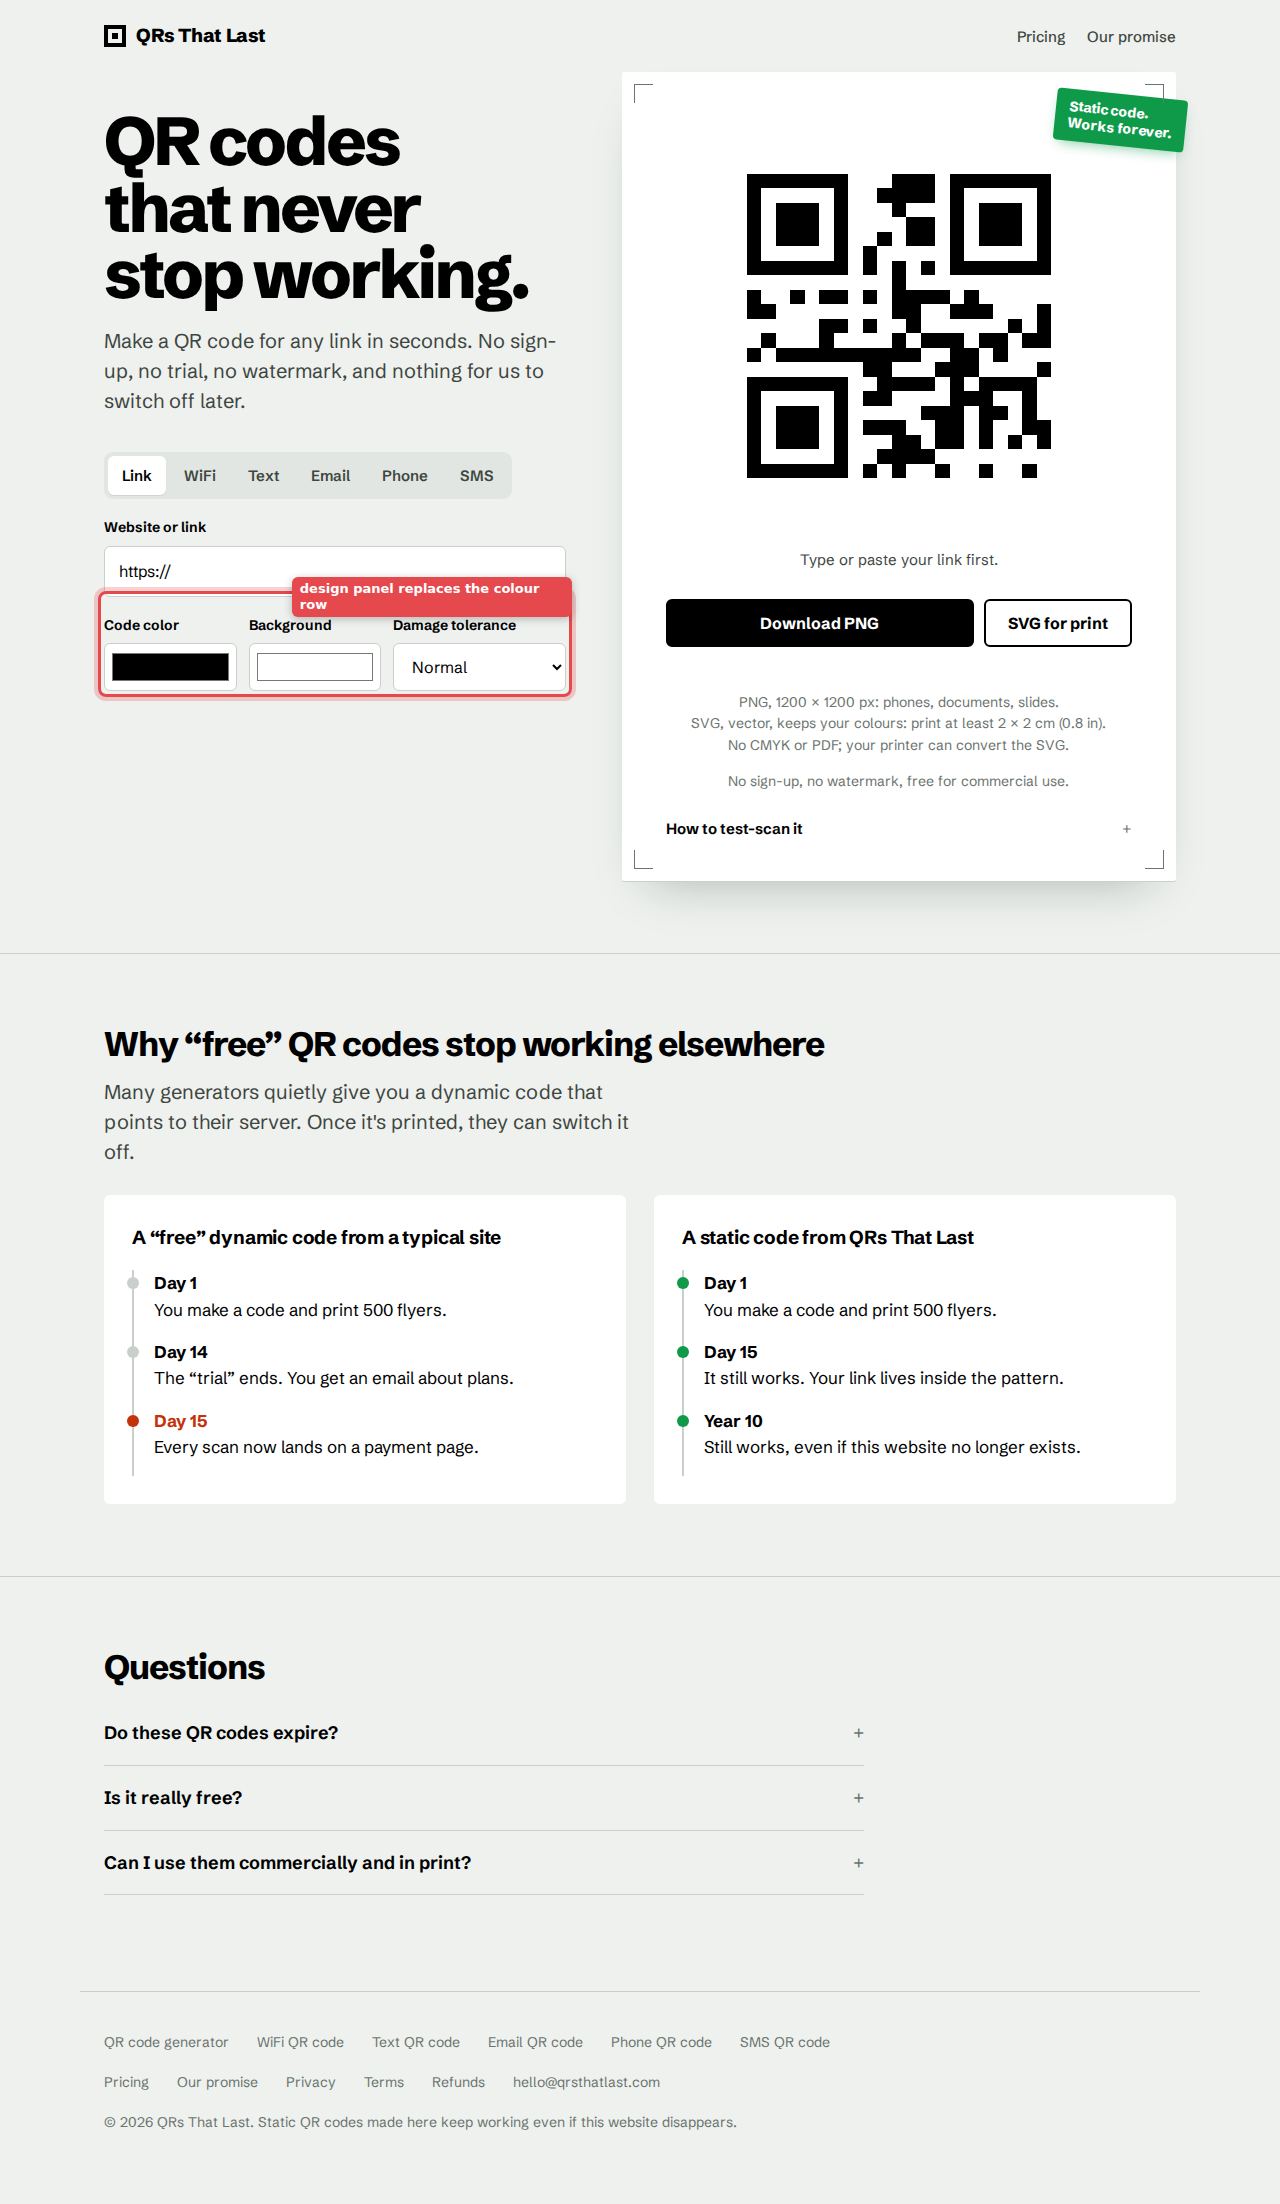 QRs That Last
Pricing
Our promise
QR codes
that never
stop working.
Make a QR code for any link in seconds. No sign-
up, no trial, no watermark, and nothing for us to
switch off later.
Link
WiFi
Text
Email
Phone
SMS
Website or link
https://
design panel replaces the colour
row
Code color
Background
Damage tolerance
Normal
Static code.
Works forever.
Type or paste your link first.
Download PNG
SVG for print
PNG, 1200 × 1200 px: phones, documents, slides.
SVG, vector, keeps your colours: print at least 2 × 2 cm (0.8 in).
No CMYK or PDF; your printer can convert the SVG.
No sign-up, no watermark, free for commercial use.
How to test-scan it
+
Why “free” QR codes stop working elsewhere
Many generators quietly give you a dynamic code that
points to their server. Once it's printed, they can switch it
off.
A “free” dynamic code from a typical site
Day 1
You make a code and print 500 flyers.
Day 14
The “trial” ends. You get an email about plans.
Day 15
Every scan now lands on a payment page.
A static code from QRs That Last
Day 1
You make a code and print 500 flyers.
Day 15
It still works. Your link lives inside the pattern.
Year 10
Still works, even if this website no longer exists.
Questions
Do these QR codes expire?
+
Is it really free?
+
Can I use them commercially and in print?
+
QR code generator
WiFi QR code
Text QR code
Email QR code
Phone QR code
SMS QR code
Pricing
Our promise
Privacy
Terms
Refunds
hello@qrsthatlast.com
© 2026 QRs That Last. Static QR codes made here keep working even if this website disappears.